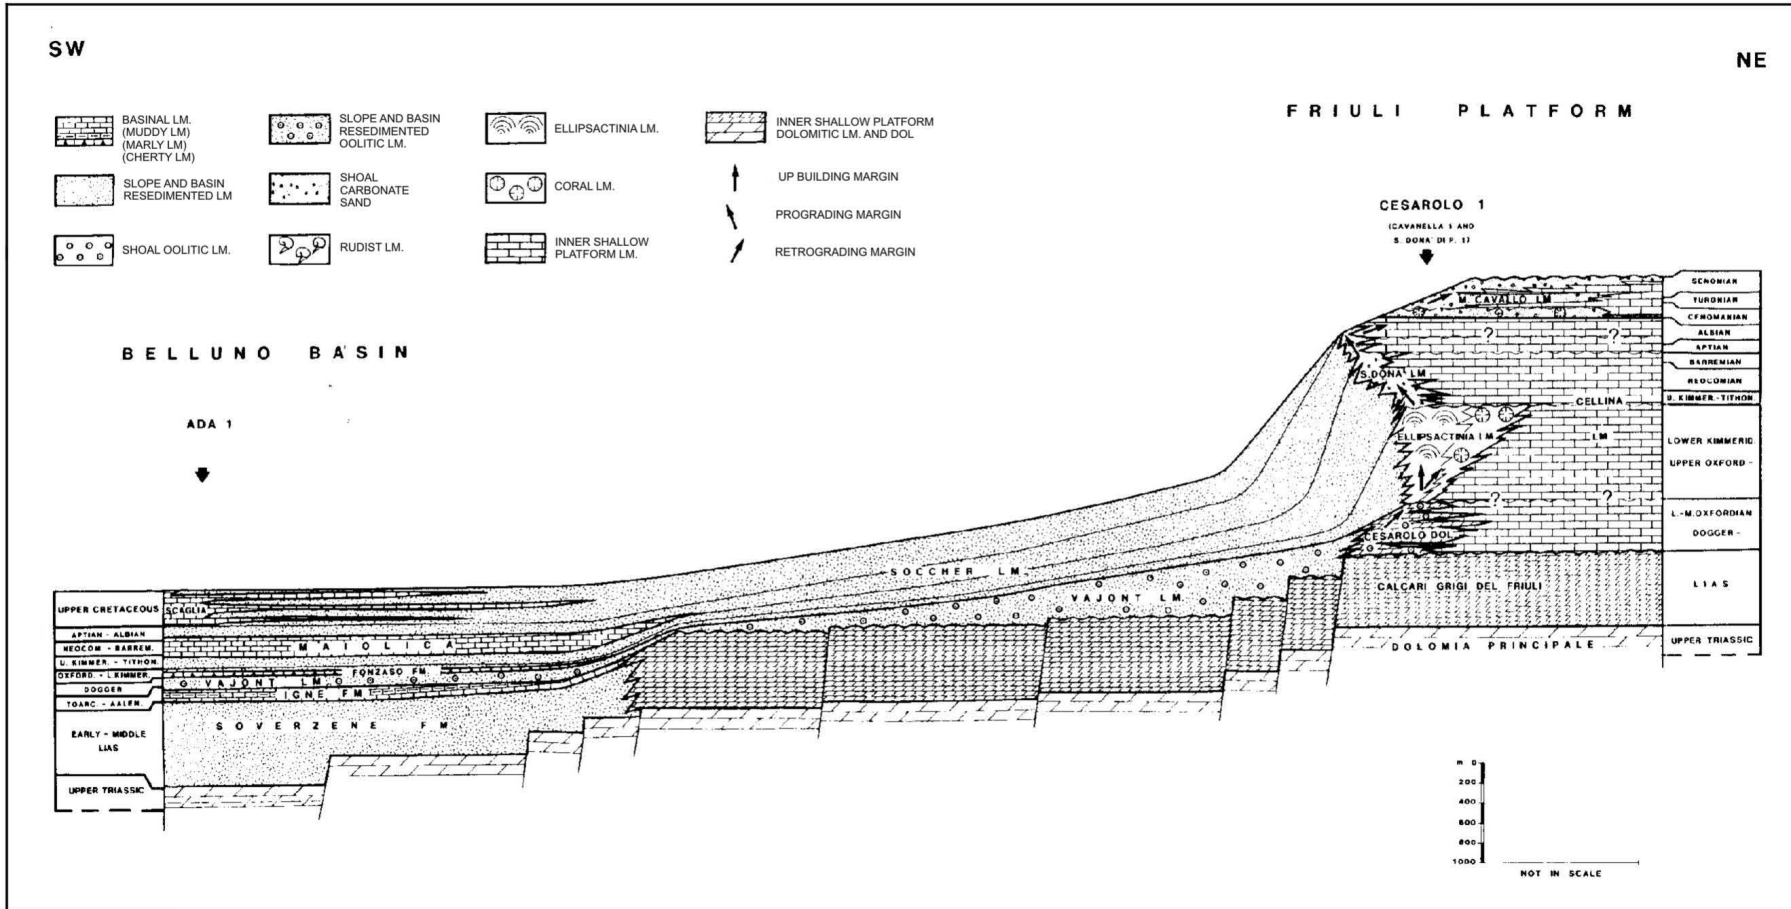 SW
NE
FRIULI PLATFORM
BASINAL LM.
(MUDDY LM)
(MARLY LM)
(CHERTY LM)
SLOPE AND BASIN
RESEDIMENTED LM
SHOAL OOLITIC LM.
SLOPE AND BASIN
RESEDIMENTED
OOLITIC LM.
SHOAL
CARBONATE
SAND
RUDIST LM.
ELLIPSACTINIA LM.
CORAL LM.
INNER SHALLOW
PLATFORM LM.
INNER SHALLOW PLATFORM
DOLOMITIC LM. AND DOL
UP BUILDING MARGIN
PROGRADING MARGIN
RETROGRADING MARGIN
CESAROLO 1
(CAVANELLA 1 AND
S. DONA' DI P. 1)
BELLUNO BASIN
ADA 1
M. CAVALLO LM
? ?
S. DONA' LM
CELLINA
LM
ELLIPSACTINIA LM
? ?
CESAROLO DOL
CALCARI GRIGI DEL FRIULI
DOLOMIA PRINCIPALE
SENONIAN
TURONIAN
CENOMANIAN
ALBIAN
APTIAN
BARREMIAN
NEOCOMIAN
U. KIMMER.-TITHON.
LOWER KIMMERID.
UPPER OXFORD -
L.-M.OXFORDIAN
DOGGER -
LIAS
UPPER TRIASSIC
SOCCHER LM.
VAJONT LM.
UPPER CRETACEOUS
SCAGLIA
APTIAN - ALBIAN
NEOCOM - BARREM.
MAIOLICA
U. KIMMER. - TITHON.
OXFORD. - L.KIMMER.
FONZASO FM
VAJONT LM
DOGGER
IGNE FM
TOARC. - AALEN.
SOVERZENE FM
EARLY - MIDDLE
LIAS
UPPER TRIASSIC
m 0
200
400
600
800
1000
NOT IN SCALE